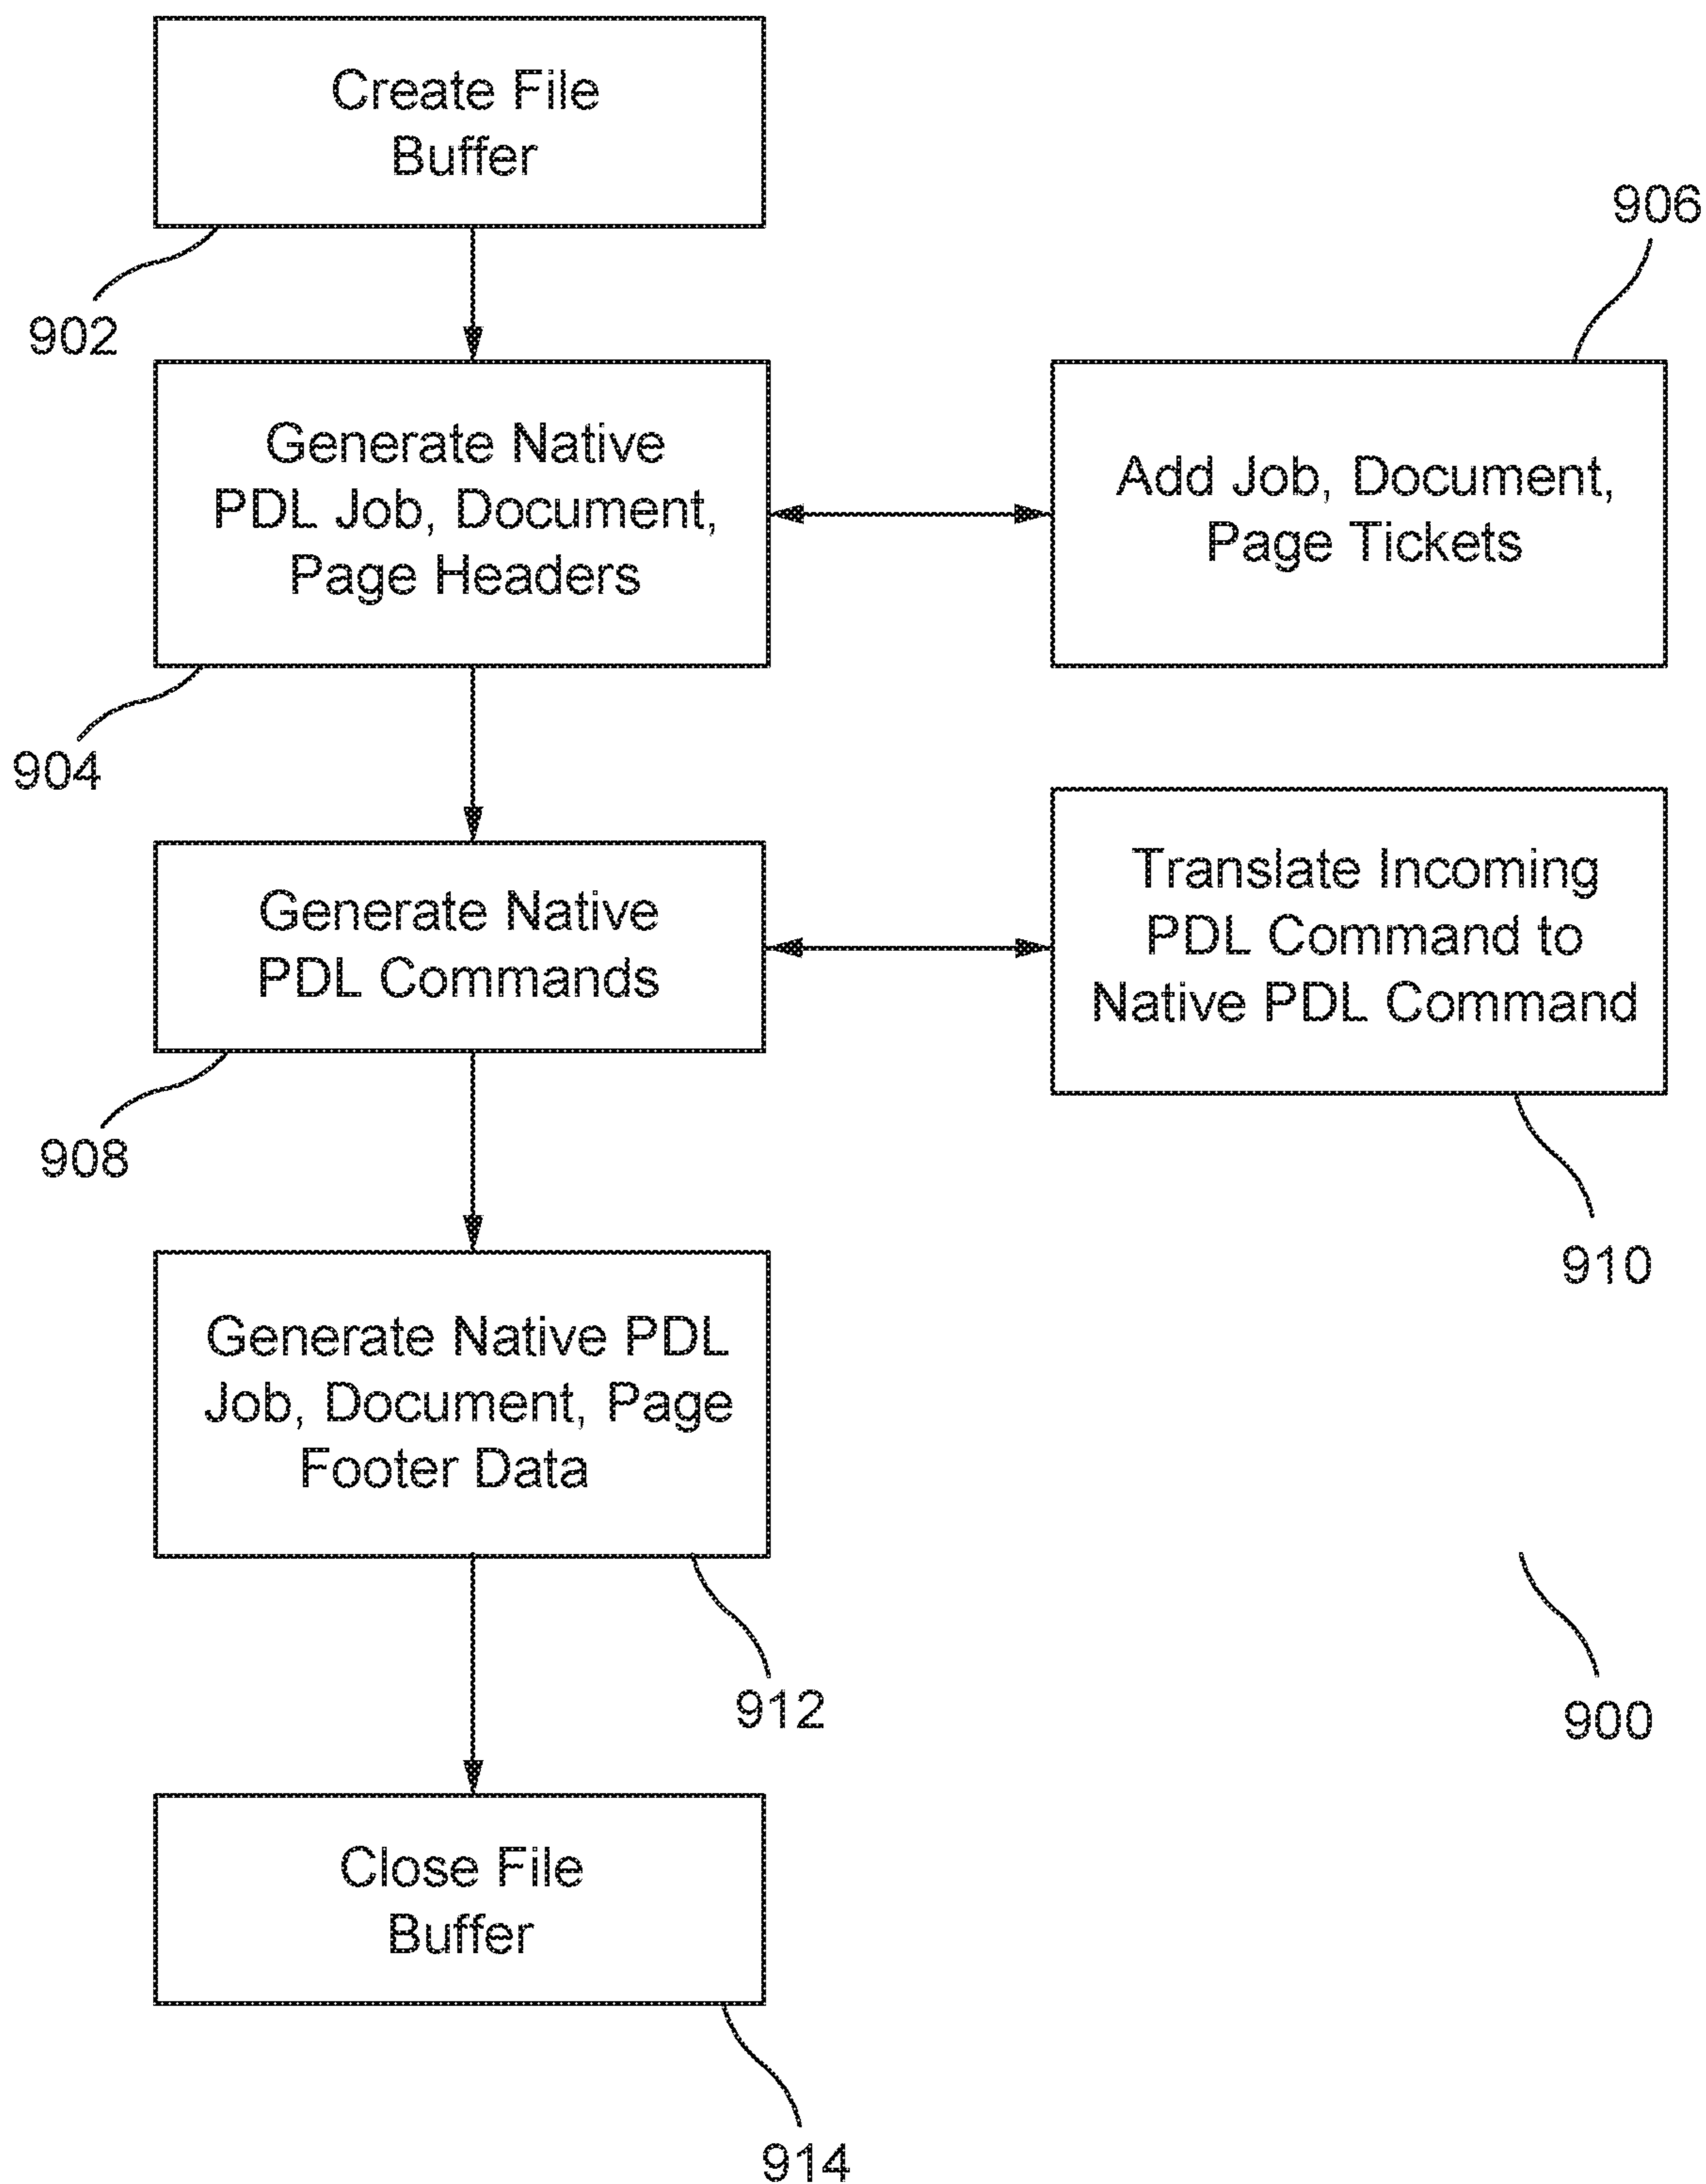 Create File
Buffer
902
906
Generate Native
PDL Job, Document,
Page Headers
Add Job, Document,
Page Tickets
904
Generate Native
PDL Commands
Translate Incoming
PDL Command to
Native PDL Command
908
910
Generate Native PDL
Job, Document, Page
Footer Data
912
900
Close File
Buffer
914